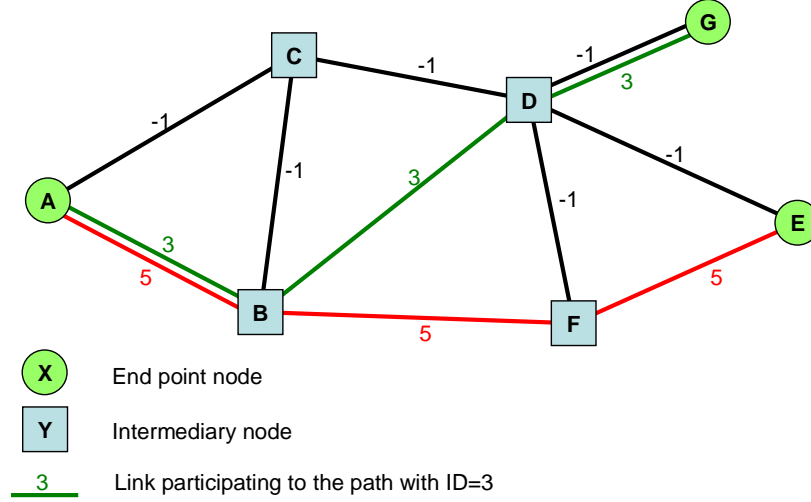 G
-1
C
-1
3
D
-1
-1
3
-1
-1
A
3
E
5
5
B
5
F
X
End point node
Y
Intermediary node
3
Link participating to the path with ID=3